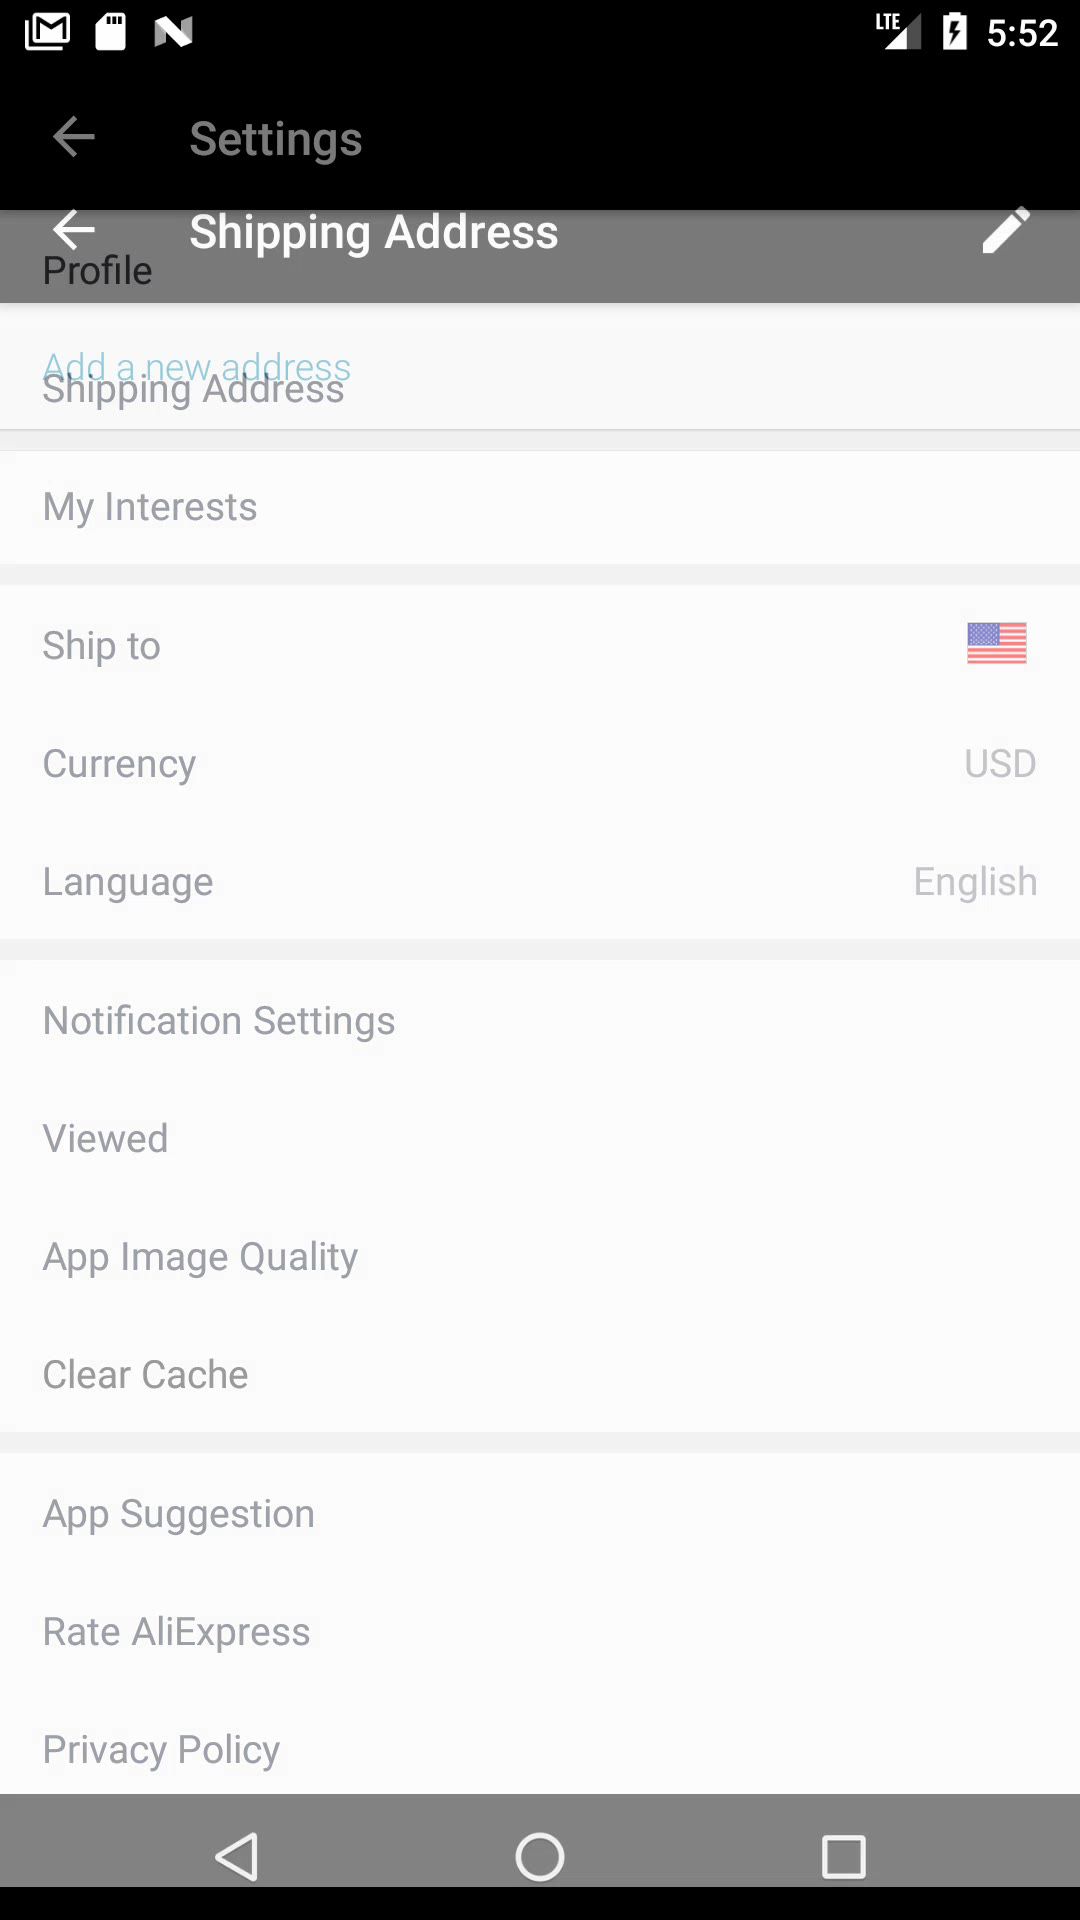 LTE 5:52
Settings
Shipping Address
Profile
Add a new address
Shipping Address
My Interests
Ship to
Currency USD
Language English
Notification Settings
Viewed
App Image Quality
Clear Cache
App Suggestion
Rate AliExpress
Privacy Policy